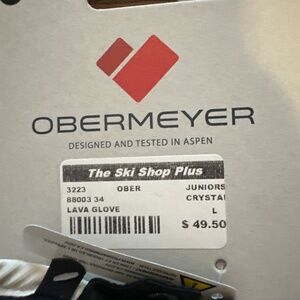 OBERMEYER
DESIGNED AND TESTED IN ASPEN
The Ski Shop Plus
3223 OBER JUNIORS
88003 34 CRYSTAL
LAVA GLOVE L
$ 49.50